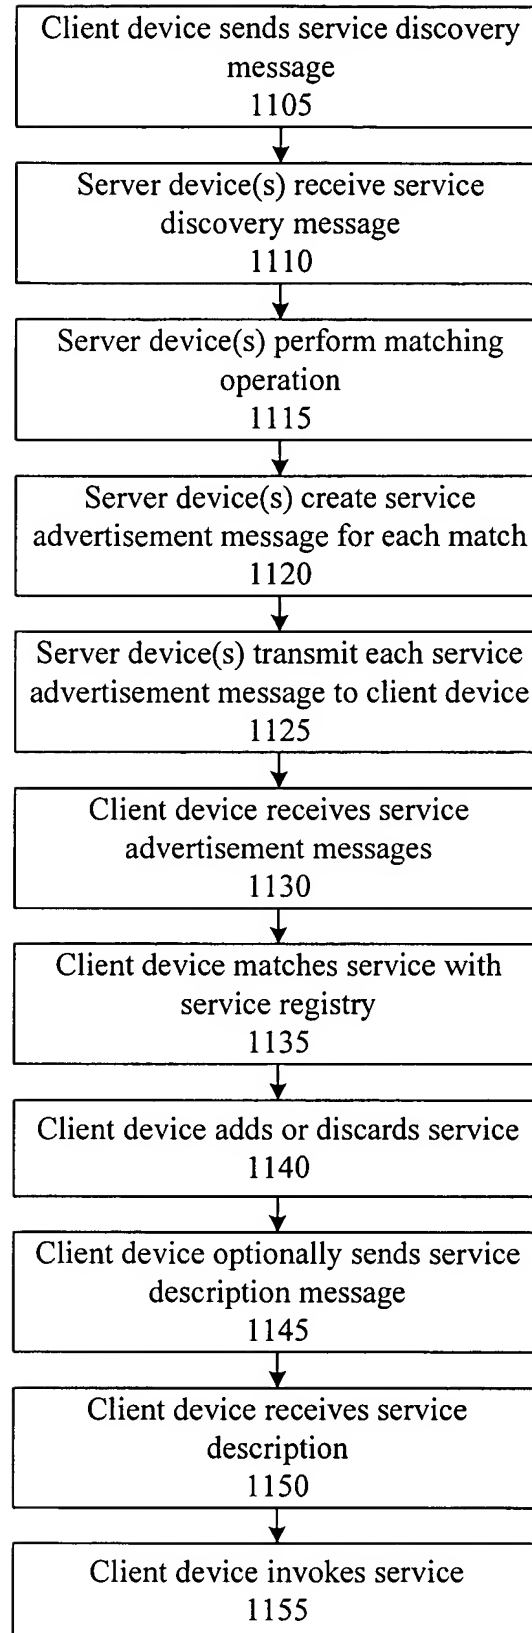 Client device sends service discovery
message
1105
Server device(s) receive service
discovery message
1110
Server device(s) perform matching
operation
1115
Server device(s) create service
advertisement message for each match
1120
Server device(s) transmit each service
advertisement message to client device
1125
Client device receives service
advertisement messages
1130
Client device matches service with
service registry
1135
Client device adds or discards service
1140
Client device optionally sends service
description message
1145
Client device receives service
description
1150
Client device invokes service
1155